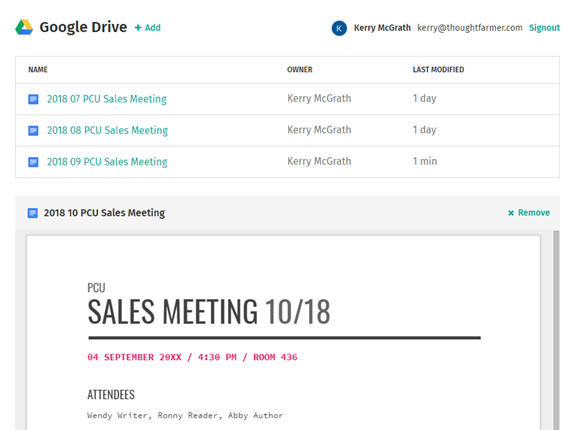 Google Drive + Add K Kerry McGrath kerry@thoughtfarmer.com Signout
NAME OWNER LAST MODIFIED
2018 07 PCU Sales Meeting Kerry McGrath 1 day
2018 08 PCU Sales Meeting Kerry McGrath 1 day
2018 09 PCU Sales Meeting Kerry McGrath 1 min
2018 10 PCU Sales Meeting × Remove
PCU
SALES MEETING 10/18
04 SEPTEMBER 20XX / 4:30 PM / ROOM 436
ATTENDEES
Wendy Writer, Ronny Reader, Abby Author